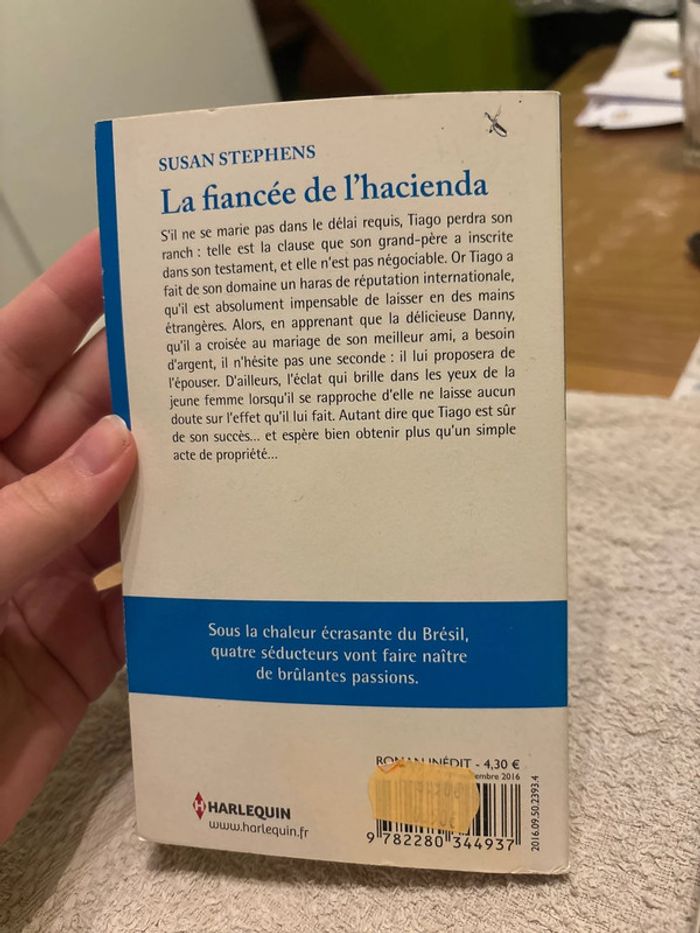 SUSAN STEPHENS
La fiancée de l'hacienda
S'il ne se marie pas dans le délai requis, Tiago perdra son
ranch : telle est la clause que son grand-père a inscrite
dans son testament, et elle n'est pas négociable. Or Tiago a
fait de son domaine un haras de réputation internationale,
qu'il est absolument impensable de laisser en des mains
étrangères. Alors, en apprenant que la délicieuse Danny,
qu'il a croisée au mariage de son meilleur ami, a besoin
d'argent, il n'hésite pas une seconde : il lui proposera de
l'épouser. D'ailleurs, l'éclat qui brille dans les yeux de la
jeune femme lorsqu'il se rapproche d'elle ne laisse aucun
doute sur l'effet qu'il lui fait. Autant dire que Tiago est sûr
de son succès... et espère bien obtenir plus qu'un simple
acte de propriété...
Sous la chaleur écrasante du Brésil,
quatre séducteurs vont faire naître
de brûlantes passions.
ROMAN INÉDIT - 4,30 €
2016
H HARLEQUIN
www.harlequin.fr
9 782280 344937
2016.09.50.2393.4